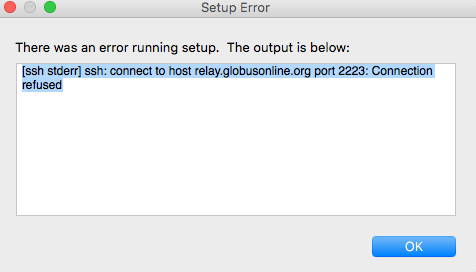 Setup Error
There was an error running setup.  The output is below:
[ssh stderr] ssh: connect to host relay.globusonline.org port 2223: Connection
refused
OK